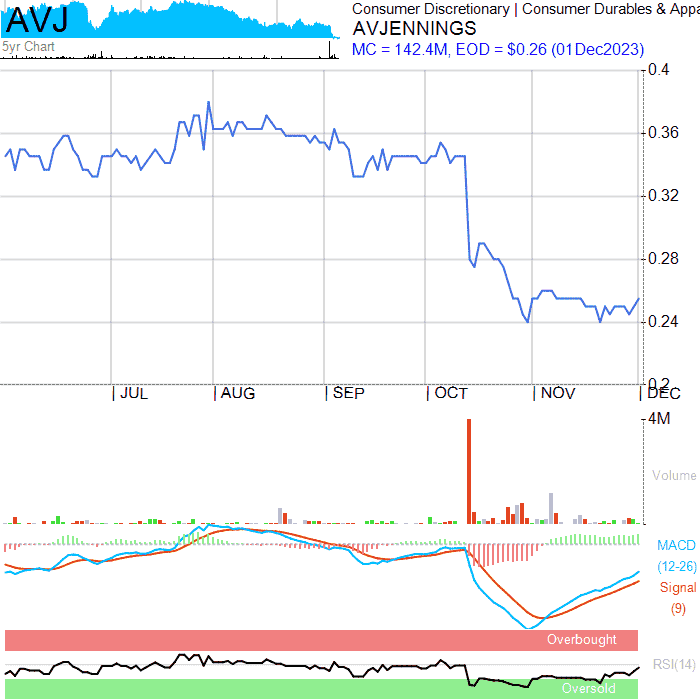 AVJ
5yr Chart
Consumer Discretionary | Consumer Durables & Appa
AVJENNINGS
MC = 142.4M, EOD = $0.26 (01Dec2023)
0.4
0.36
0.32
0.28
0.24
0.2
JUL AUG SEP OCT NOV DEC
4M
Volume
MACD
(12-26)
Signal
(9)
Overbought
RSI(14)
Oversold